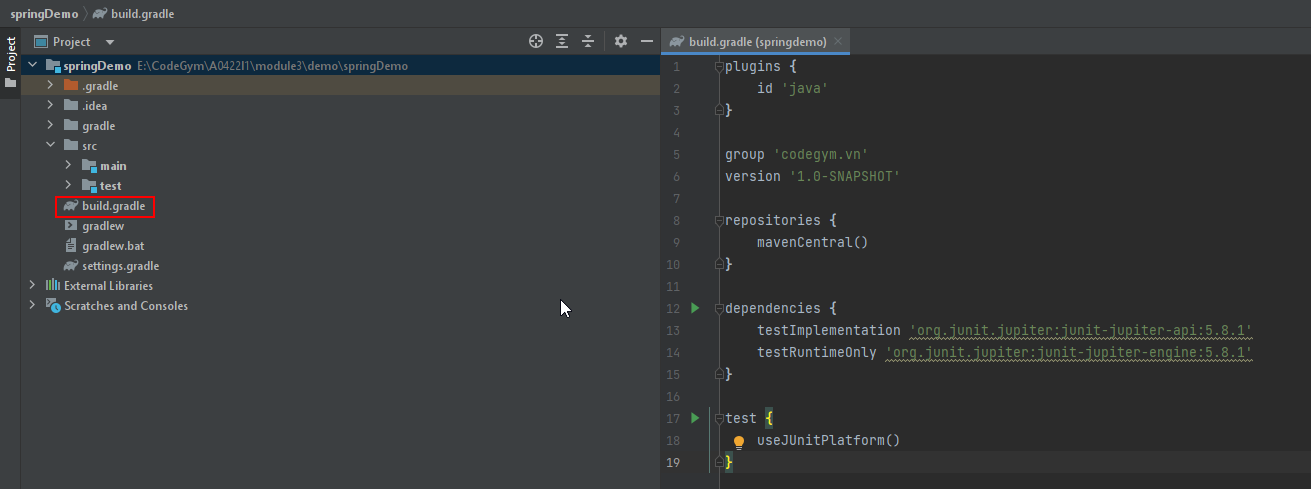 springDemo build.gradle
Project
Project
springDemo E:\CodeGym\A0422I1\module3\demo\springDemo
.gradle
.idea
gradle
src
main
test
build.gradle
gradlew
gradlew.bat
settings.gradle
External Libraries
Scratches and Consoles
build.gradle (springdemo)
1 plugins {
2 id 'java'
3 }
4
5 group 'codegym.vn'
6 version '1.0-SNAPSHOT'
7
8 repositories {
9 mavenCentral()
10 }
11
12 dependencies {
13 testImplementation 'org.junit.jupiter:junit-jupiter-api:5.8.1'
14 testRuntimeOnly 'org.junit.jupiter:junit-jupiter-engine:5.8.1'
15 }
16
17 test {
18 useJUnitPlatform()
19 }